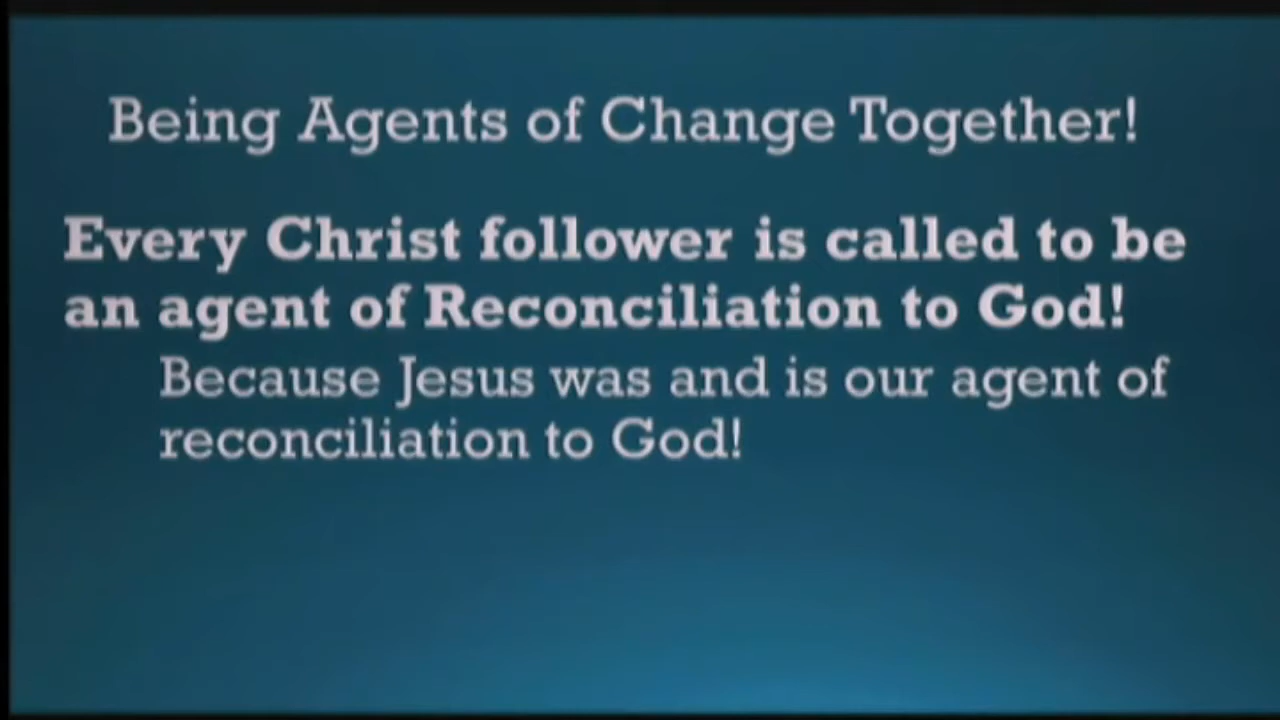 Being Agents of Change Together!
Every Christ follower is called to be
an agent of Reconciliation to God!
Because Jesus was and is our agent of
reconciliation to God!